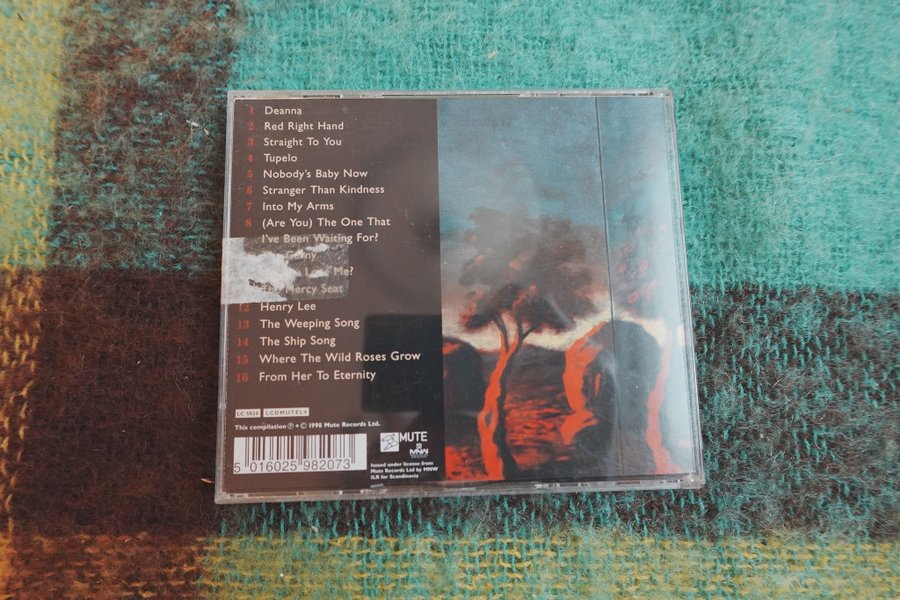 1 Deanna
2 Red Right Hand
3 Straight To You
4 Tupelo
5 Nobody's Baby Now
6 Stranger Than Kindness
7 Into My Arms
8 (Are You) The One That
I've Been Waiting For?
Me?
Mercy Seat
12 Henry Lee
13 The Weeping Song
14 The Ship Song
15 Where The Wild Roses Grow
16 From Her To Eternity
LC 5834 LCDMUTEL4
This compilation ℗ + © 1998 Mute Records Ltd.
MUTE
MNW
5 016025 982073
Issued under license from
Mute Records Ltd by MNW
ILR for Scandinavia